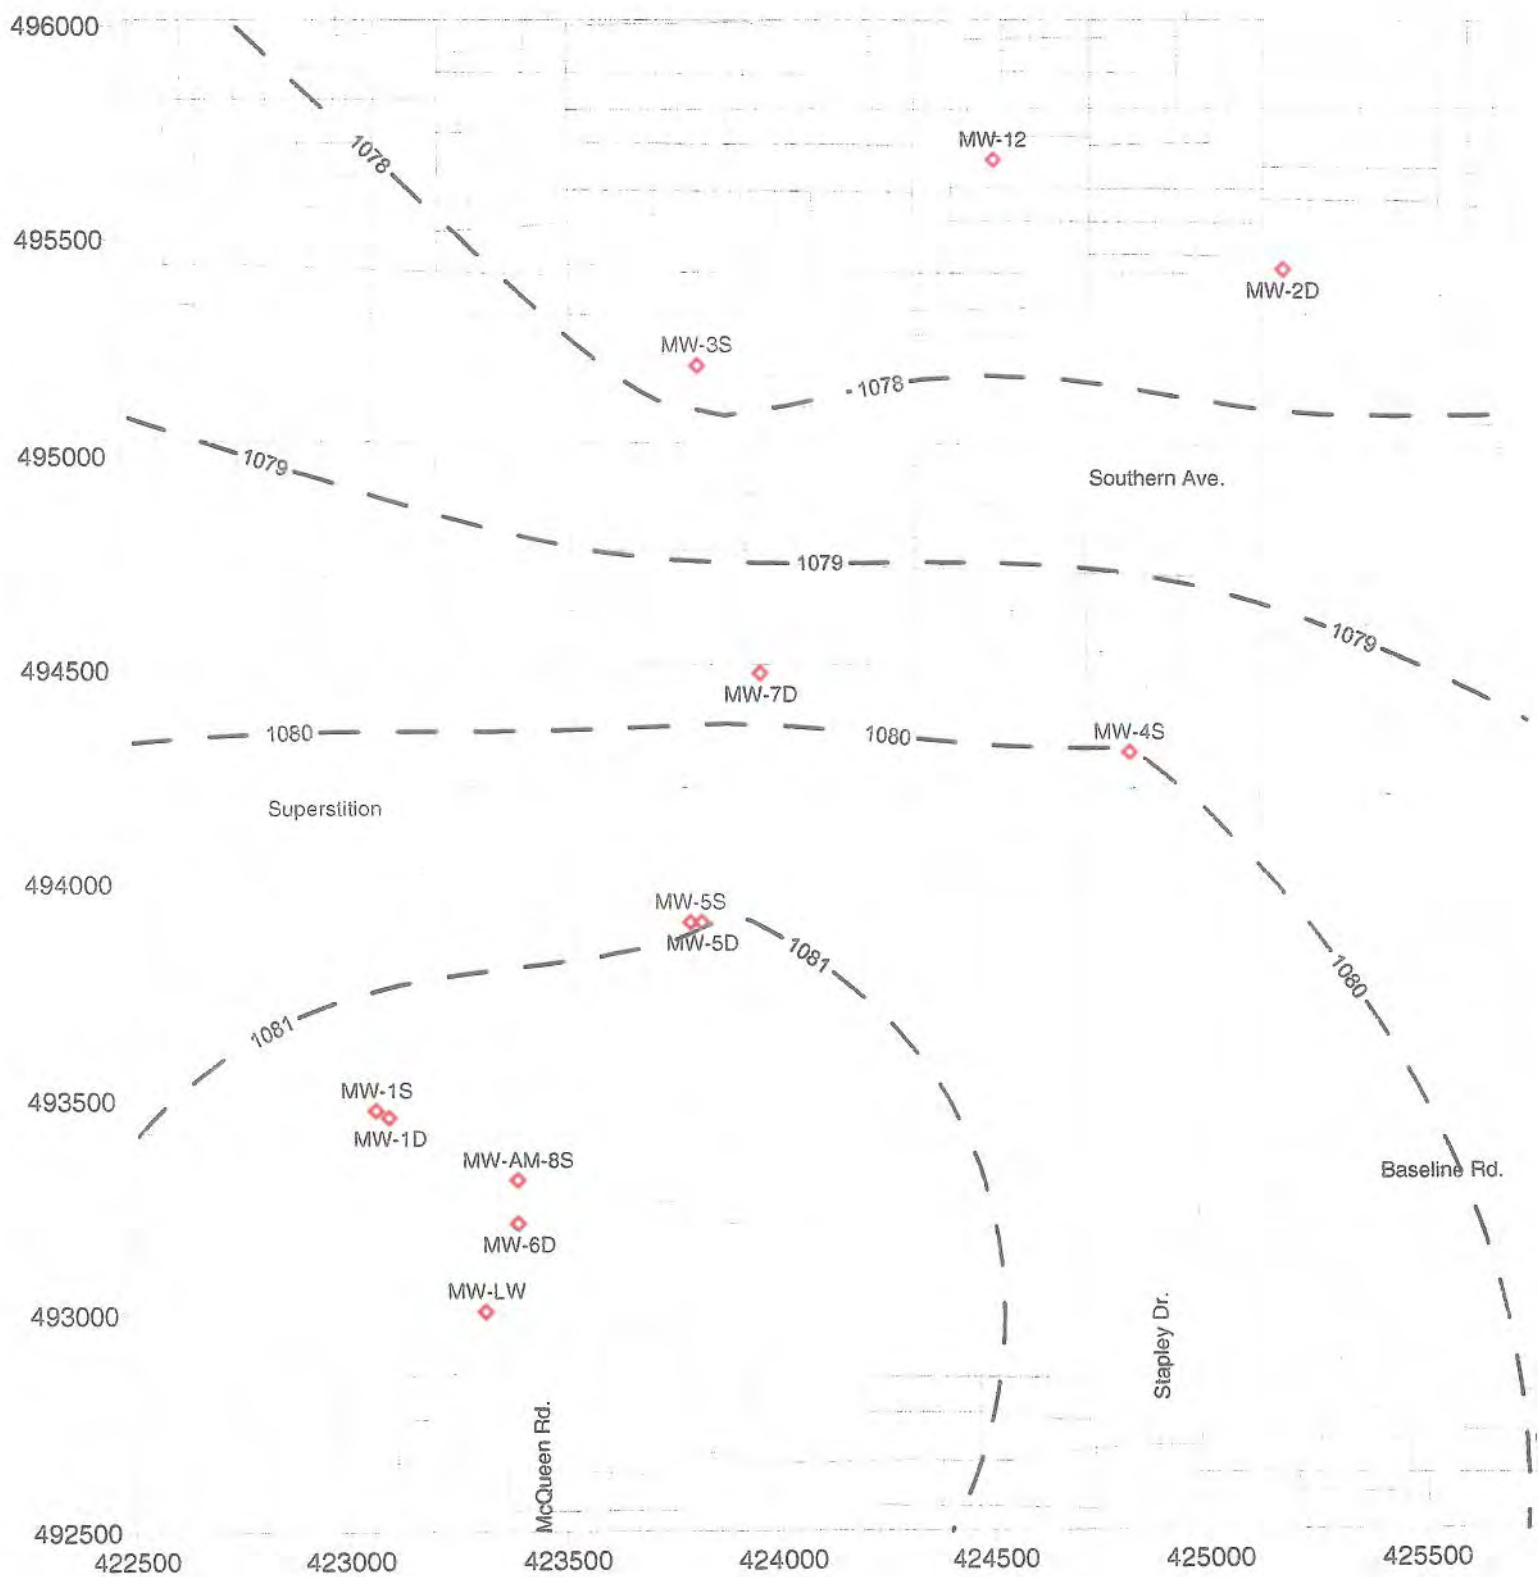 496000
1078
MW-12
495500
MW-2D
MW-3S
1078
495000
1079
Southern Ave.
1079
1079
494500
MW-7D
1080
1080
MW-4S
Superstition
494000
MW-5S
MW-5D
1081
1080
1081
493500
MW-1S
MW-1D
MW-AM-8S
Baseline Rd.
MW-6D
MW-LW
493000
Stapley Dr.
McQueen Rd.
492500
422500
423000
423500
424000
424500
425000
425500